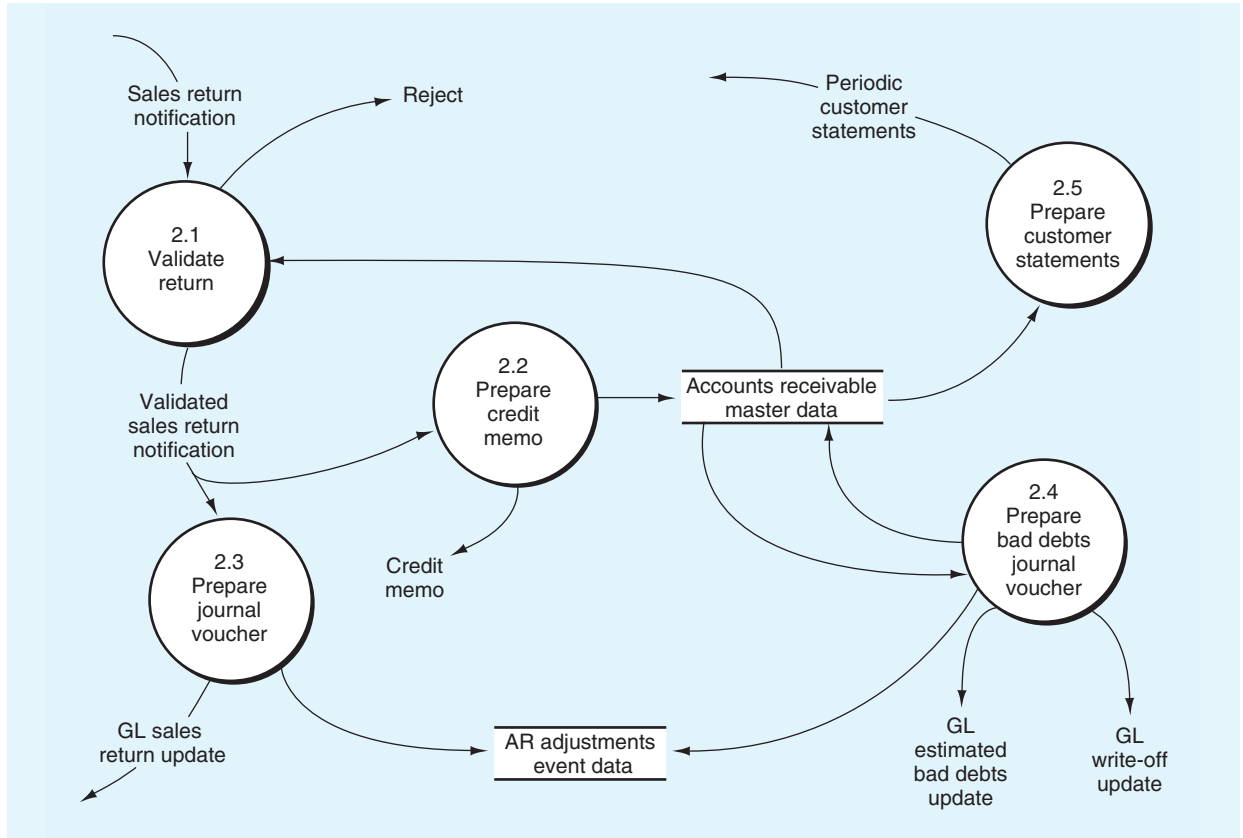 Sales return
notification
Reject
Periodic
customer
statements
2.1
Validate
return
2.5
Prepare
customer
statements
2.2
Prepare
credit
memo
Accounts receivable
master data
Validated
sales return
notification
2.4
Prepare
bad debts
journal
voucher
2.3
Prepare
journal
voucher
Credit
memo
GL sales
return update
AR adjustments
event data
GL
estimated
bad debts
update
GL
write-off
update